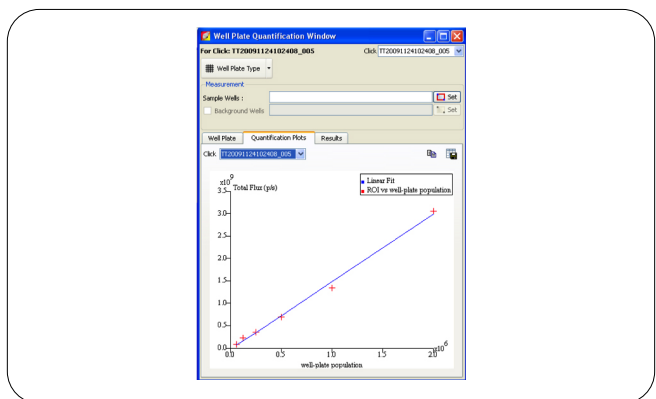 Well Plate Quantification Window
For Click: TT20091124102408_005 Click TT20091124102408_005
Well Plate Type
Measurement
Sample Wells : Set
Background Wells Set
Well Plate Quantification Plots Results
Click TT20091124102408_005
x10^9
3.5 Total Flux (p/s)
Linear Fit
ROI vs well-plate population
3.0
2.5
2.0
1.5
1.0
0.5
0.0
0.0 0.5 1.0 1.5 2.0 x10^6
well-plate population